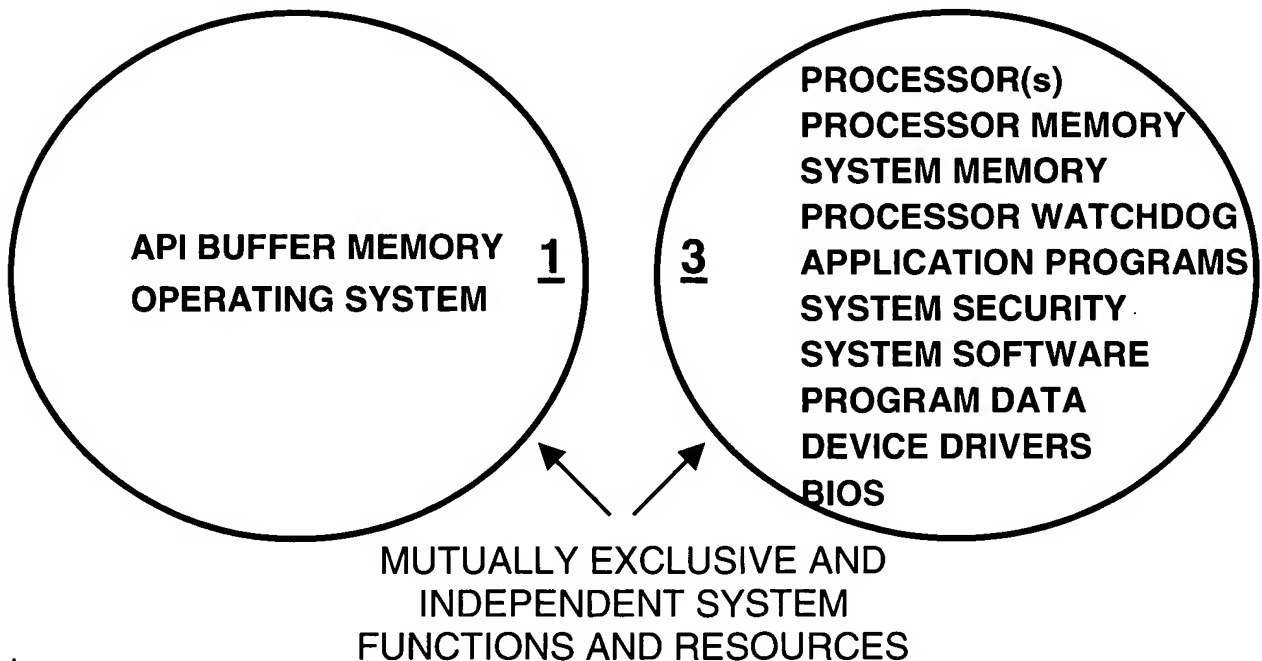 API BUFFER MEMORY
OPERATING SYSTEM
1
3
PROCESSOR(s)
PROCESSOR MEMORY
SYSTEM MEMORY
PROCESSOR WATCHDOG
APPLICATION PROGRAMS
SYSTEM SECURITY
SYSTEM SOFTWARE
PROGRAM DATA
DEVICE DRIVERS
BIOS
MUTUALLY EXCLUSIVE AND
INDEPENDENT SYSTEM
FUNCTIONS AND RESOURCES